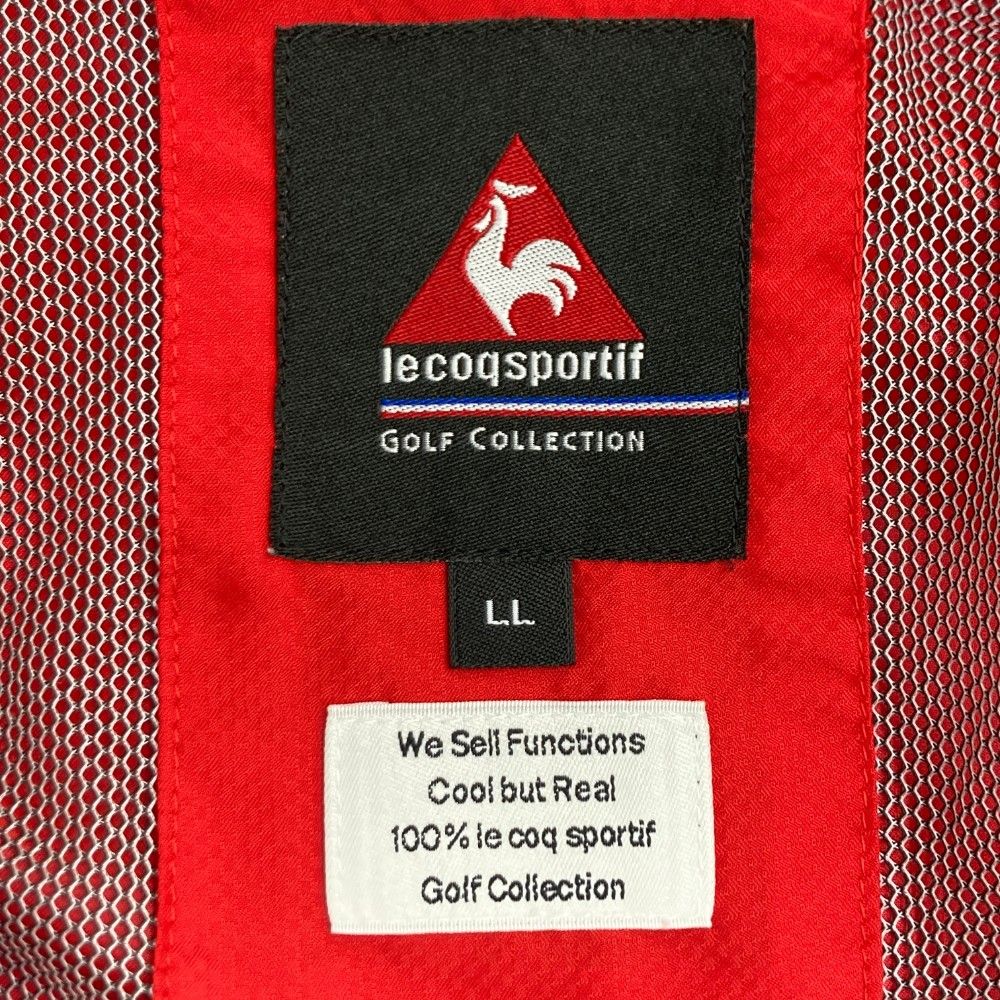 lecoqsportif
GOLF COLLECTION
LL
We Sell Functions
Cool but Real
100% le coq sportif
Golf Collection